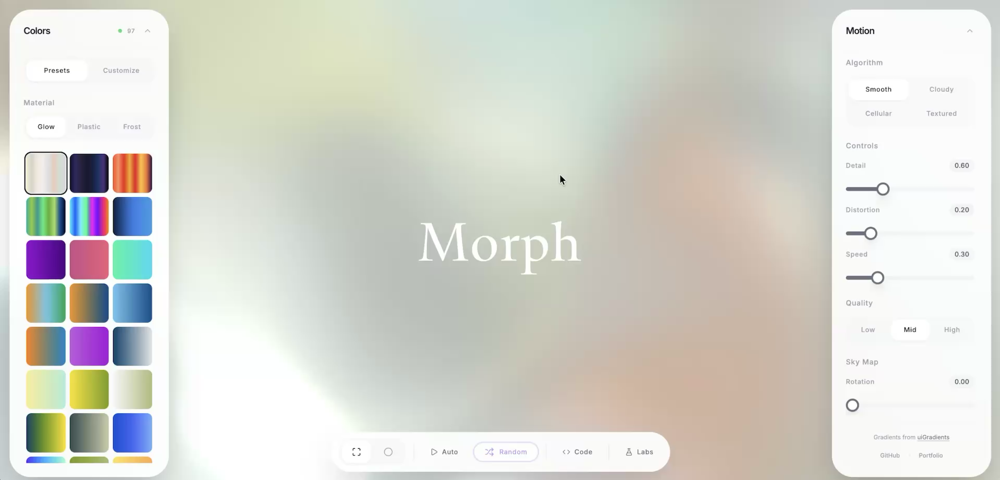 Colors
97
Presets
Customize
Material
Glow
Plastic
Frost
Morph
Auto
Random
Code
Labs
Motion
Algorithm
Smooth
Cloudy
Cellular
Textured
Controls
Detail
0.60
Distortion
0.20
Speed
0.30
Quality
Low
Mid
High
Sky Map
Rotation
0.00
Gradients from uiGradients
GitHub · Portfolio